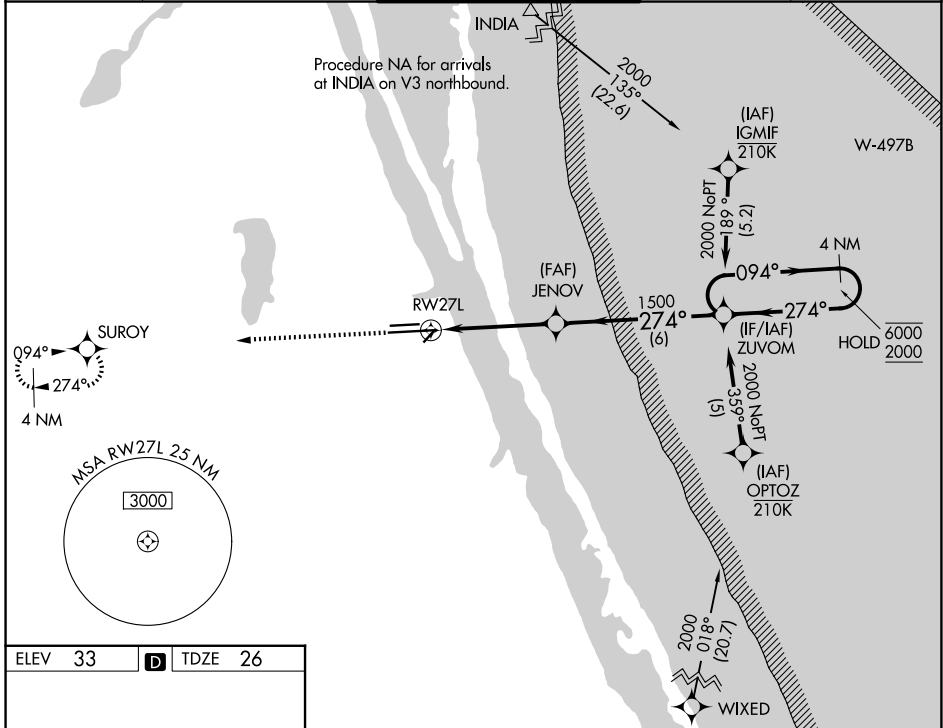 INDIA
Procedure NA for arrivals
at INDIA on V3 northbound.
2000
135°
(22.6)
(IAF)
IGMIF
210K
W-497B
2000 NoPT
189°
(5.2)
4 NM
094°
(FAF)
JENOV
1500
274°
(6)
274°
(IF/IAF)
ZUVOM
HOLD
6000
2000
RW27L
SUROY
094°
274°
4 NM
2000 NoPT
359°
(5)
(IAF)
OPTOZ
210K
MSA RW27L 25 NM
3000
2000
018°
(20.7)
WIXED
ELEV 33 D TDZE 26